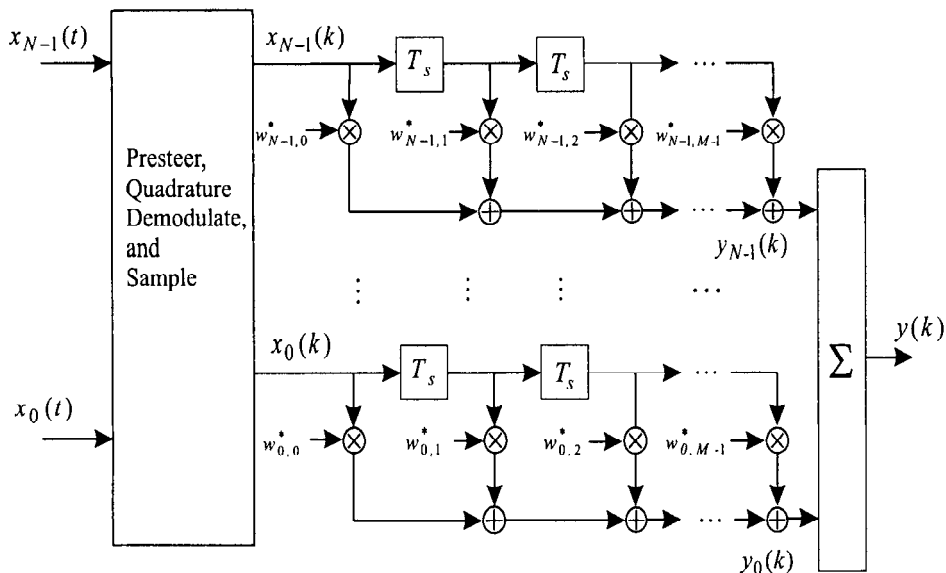 x_{N-1}(t) x_{N-1}(k) T_s T_s ...
w^*_{N-1,0} w^*_{N-1,1} w^*_{N-1,2} w^*_{N-1,M-1}
Presteer,
Quadrature
Demodulate,
and
Sample
...
y_{N-1}(k)
⋮ ⋮ ⋮ ...
x_0(k) T_s T_s ...
Σ y(k)
x_0(t)
w^*_{0,0} w^*_{0,1} w^*_{0,2} w^*_{0,M-1}
...
y_0(k)